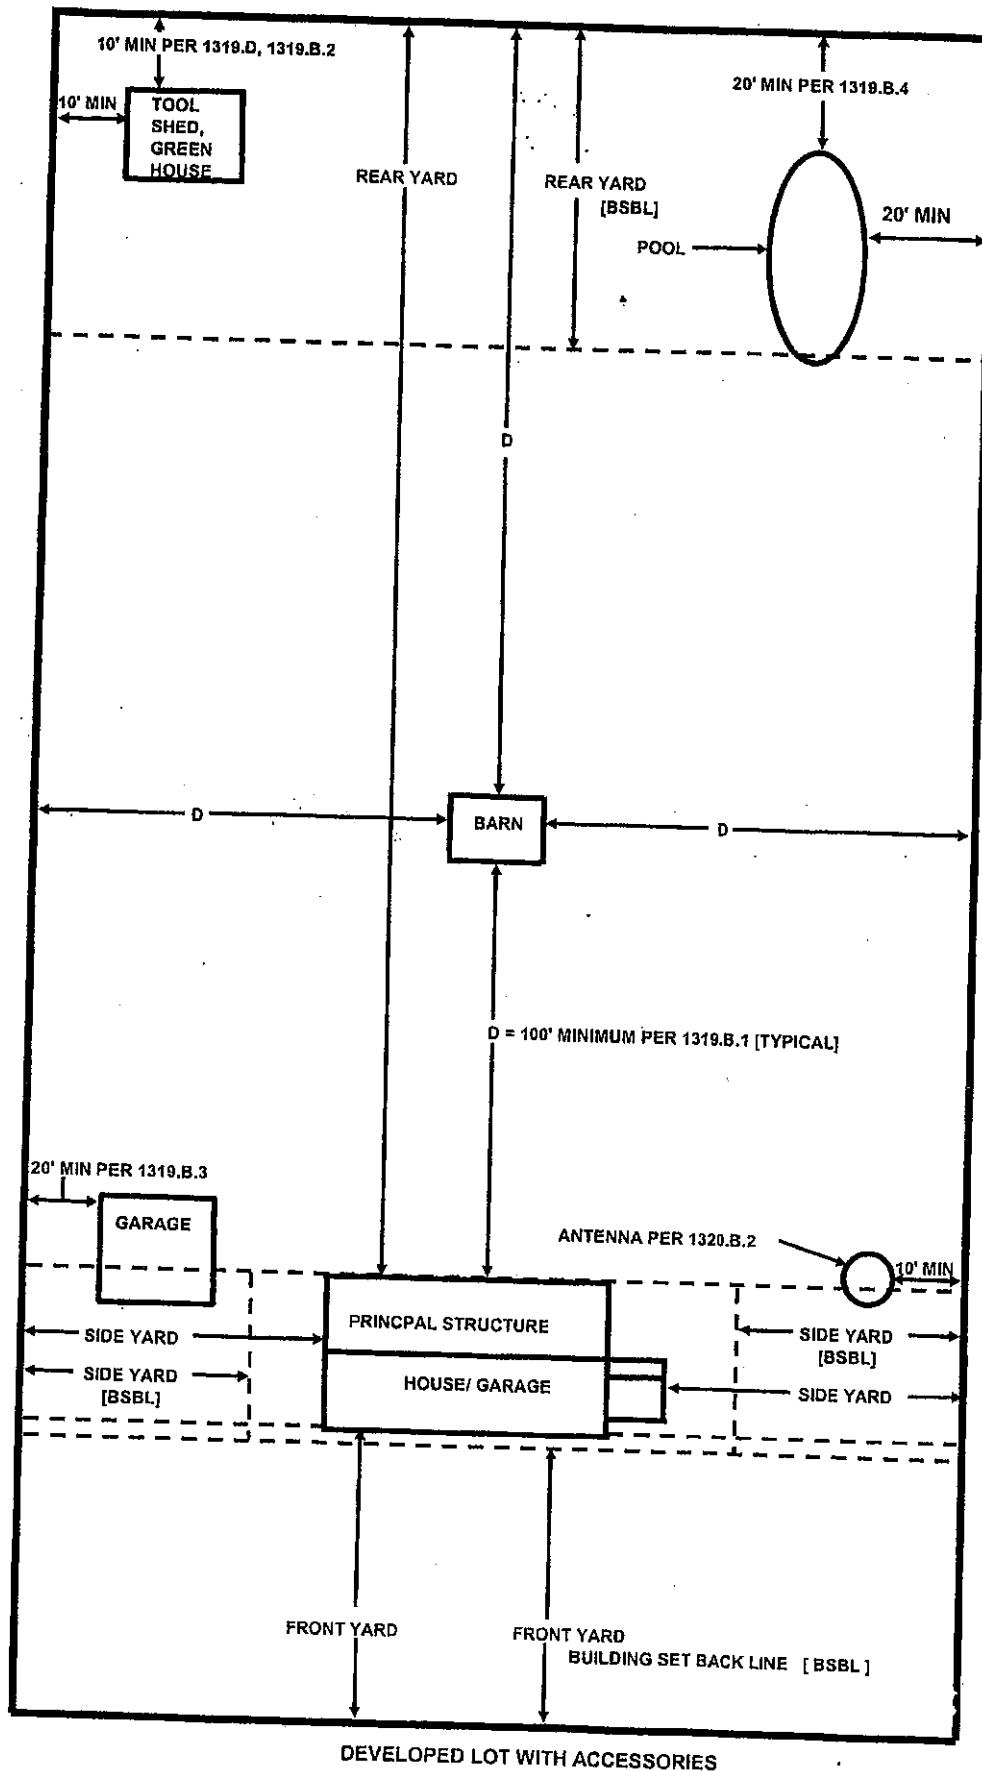 10' MIN PER 1319.D, 1319.B.2
10' MIN
TOOL
SHED,
GREEN
HOUSE
REAR YARD
REAR YARD
[BSBL]
20' MIN PER 1319.B.4
20' MIN
POOL
D
D
BARN
D
D = 100' MINIMUM PER 1319.B.1 [TYPICAL]
20' MIN PER 1319.B.3
GARAGE
ANTENNA PER 1320.B.2
10' MIN
SIDE YARD
PRINCPAL STRUCTURE
SIDE YARD
[BSBL]
SIDE YARD
[BSBL]
HOUSE/ GARAGE
SIDE YARD
FRONT YARD
FRONT YARD
BUILDING SET BACK LINE [ BSBL ]
DEVELOPED LOT WITH ACCESSORIES